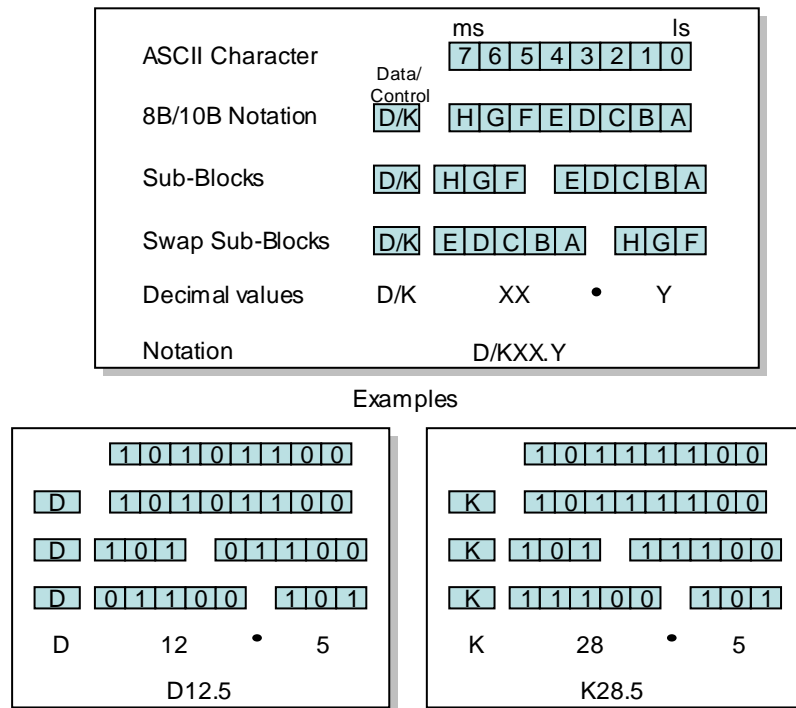 ms ls
ASCII Character 7 6 5 4 3 2 1 0
Data/
Control
8B/10B Notation D/K H G F E D C B A
Sub-Blocks D/K H G F E D C B A
Swap Sub-Blocks D/K E D C B A H G F
Decimal values D/K XX • Y
Notation D/KXX.Y
Examples
1 0 1 0 1 1 0 0
D 1 0 1 0 1 1 0 0
D 1 0 1 0 1 1 0 0
D 0 1 1 0 0 1 0 1
D 12 • 5
D12.5
1 0 1 1 1 1 0 0
K 1 0 1 1 1 1 0 0
K 1 0 1 1 1 1 0 0
K 1 1 1 0 0 1 0 1
K 28 • 5
K28.5